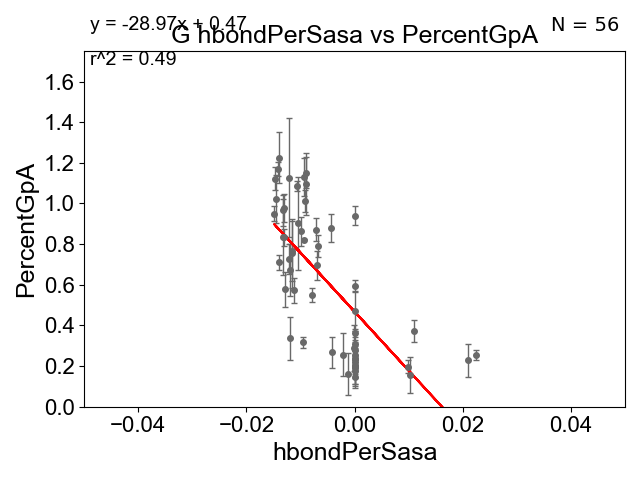 y = -28.97x + 0.47
N = 56
G hbondPerSasa vs PercentGpA
r^2 = 0.49
1.6
1.4
1.2
1.0
0.8
0.6
0.4
0.2
0.0
PercentGpA
−0.04 −0.02 0.00 0.02 0.04
hbondPerSasa